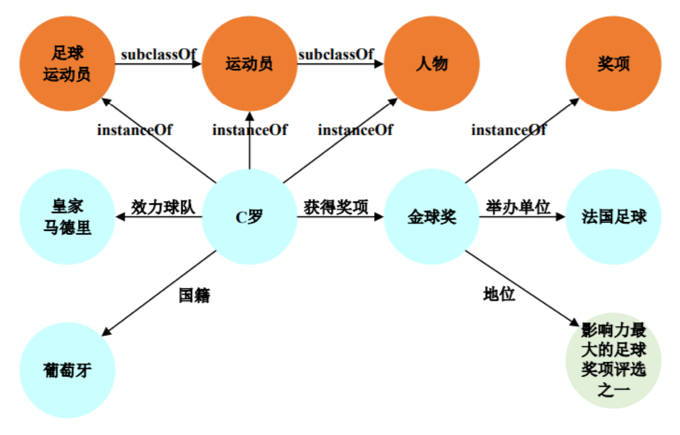 足球
运动员
subclassOf
运动员
subclassOf
人物
奖项
instanceOf
instanceOf
instanceOf
instanceOf
皇家
马德里
效力球队
C罗
获得奖项
金球奖
举办单位
法国足球
国籍
地位
葡萄牙
影响力最
大的足球
奖项评选
之一